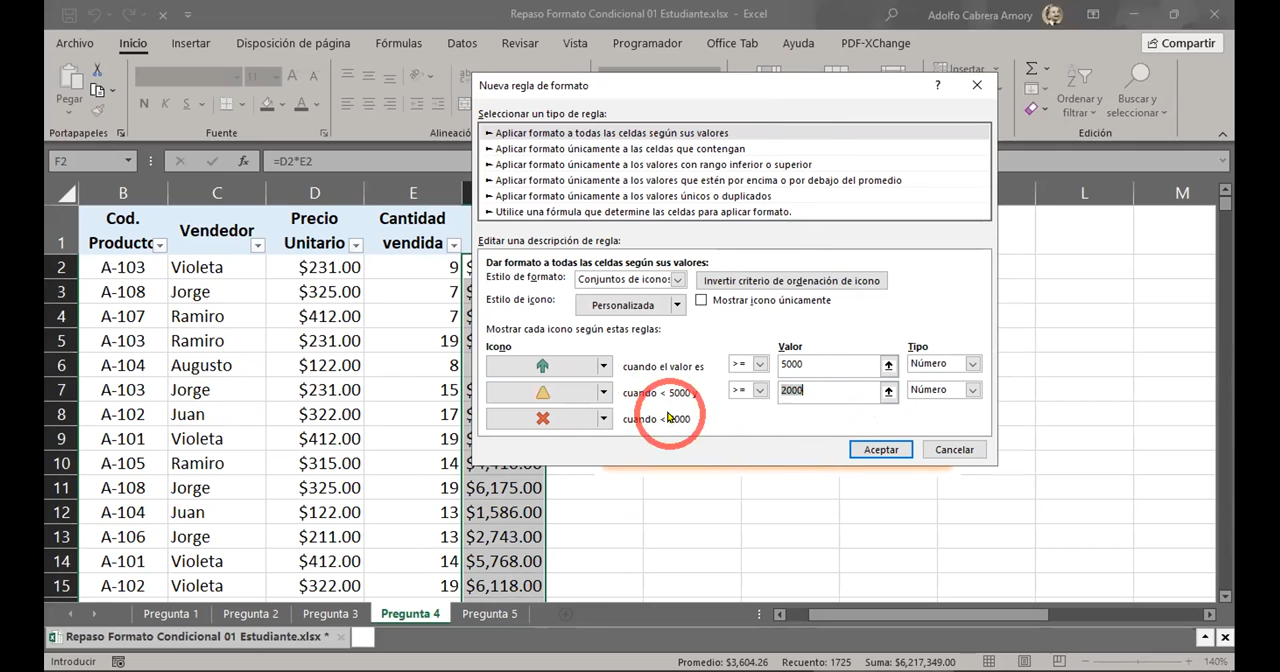 Repaso Formato Condicional 01 Estudiante.xlsx - Excel
Adolfo Cabrera Amory
Archivo Inicio Insertar Disposición de página Fórmulas Datos Revisar Vista Programador Office Tab Ayuda PDF-XChange Compartir
Pegar
N K S
Insertar
Ordenar y filtrar
Buscar y seleccionar
Portapapeles Fuente Alineació Edición
F2 fx =D2*E2
Nueva regla de formato
Seleccionar un tipo de regla:
► Aplicar formato a todas las celdas según sus valores
► Aplicar formato únicamente a las celdas que contengan
► Aplicar formato únicamente a los valores con rango inferior o superior
► Aplicar formato únicamente a los valores que estén por encima o por debajo del promedio
► Aplicar formato únicamente a los valores únicos o duplicados
► Utilice una fórmula que determine las celdas para aplicar formato.
Editar una descripción de regla:
Dar formato a todas las celdas según sus valores:
Estilo de formato: Conjuntos de iconos Invertir criterio de ordenación de icono
Estilo de icono: Personalizada Mostrar icono únicamente
Mostrar cada icono según estas reglas:
Icono Valor Tipo
cuando el valor es >= 5000 Número
cuando < 5000 y >= 2000 Número
cuando <
Aceptar Cancelar
B C D E L M
1 Cod. Producto Vendedor Precio Unitario Cantidad vendida
2 A-103 Violeta $231.00 9
3 A-108 Jorge $325.00 7
4 A-107 Ramiro $412.00 7
5 A-103 Ramiro $341.00 19
6 A-104 Augusto $122.00 8
7 A-103 Jorge $231.00 15
8 A-102 Juan $322.00 17
9 A-101 Violeta $412.00 19
10 A-105 Ramiro $315.00 14 $4,410.00
11 A-108 Jorge $325.00 19 $6,175.00
12 A-104 Juan $122.00 13 $1,586.00
13 A-106 Jorge $211.00 13 $2,743.00
14 A-101 Violeta $412.00 14 $5,768.00
15 A-102 Violeta $322.00 19 $6,118.00
Pregunta 1 Pregunta 2 Pregunta 3 Pregunta 4 Pregunta 5
Repaso Formato Condicional 01 Estudiante.xlsx *
Introducir Promedio: $3,604.26 Recuento: 1725 Suma: $6,217,349.00 140%